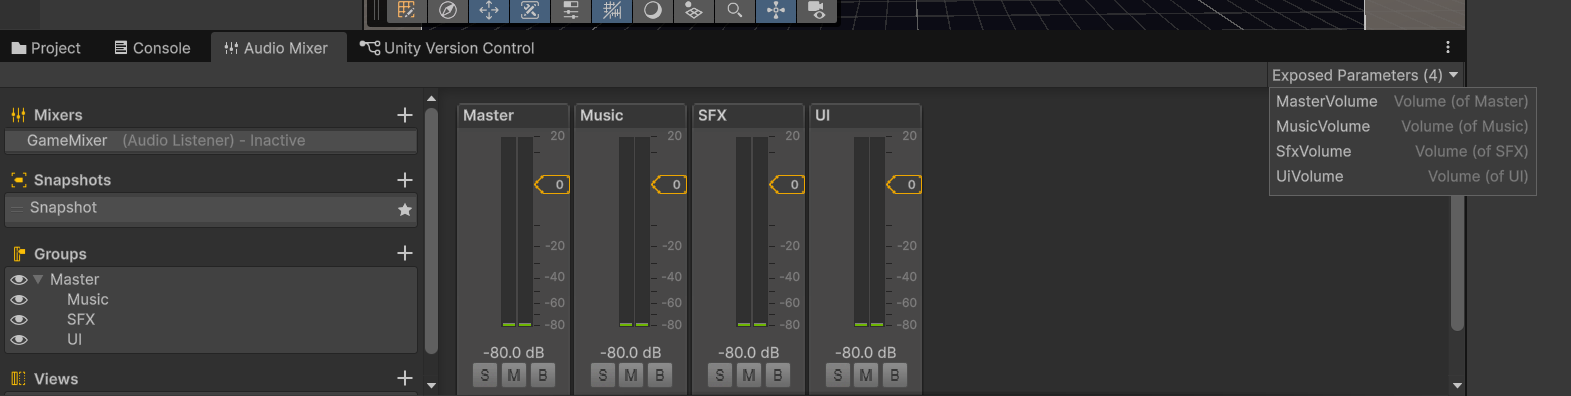 Project Console Audio Mixer Unity Version Control
Exposed Parameters (4)
MasterVolume Volume (of Master)
MusicVolume Volume (of Music)
SfxVolume Volume (of SFX)
UiVolume Volume (of UI)
Mixers
GameMixer (Audio Listener) - Inactive
Snapshots
Snapshot
Groups
Master
Music
SFX
UI
Views
Master
20
0
-20
-40
-60
-80
-80.0 dB
S M B
Music
20
0
-20
-40
-60
-80
-80.0 dB
S M B
SFX
20
0
-20
-40
-60
-80
-80.0 dB
S M B
UI
20
0
-20
-40
-60
-80
-80.0 dB
S M B